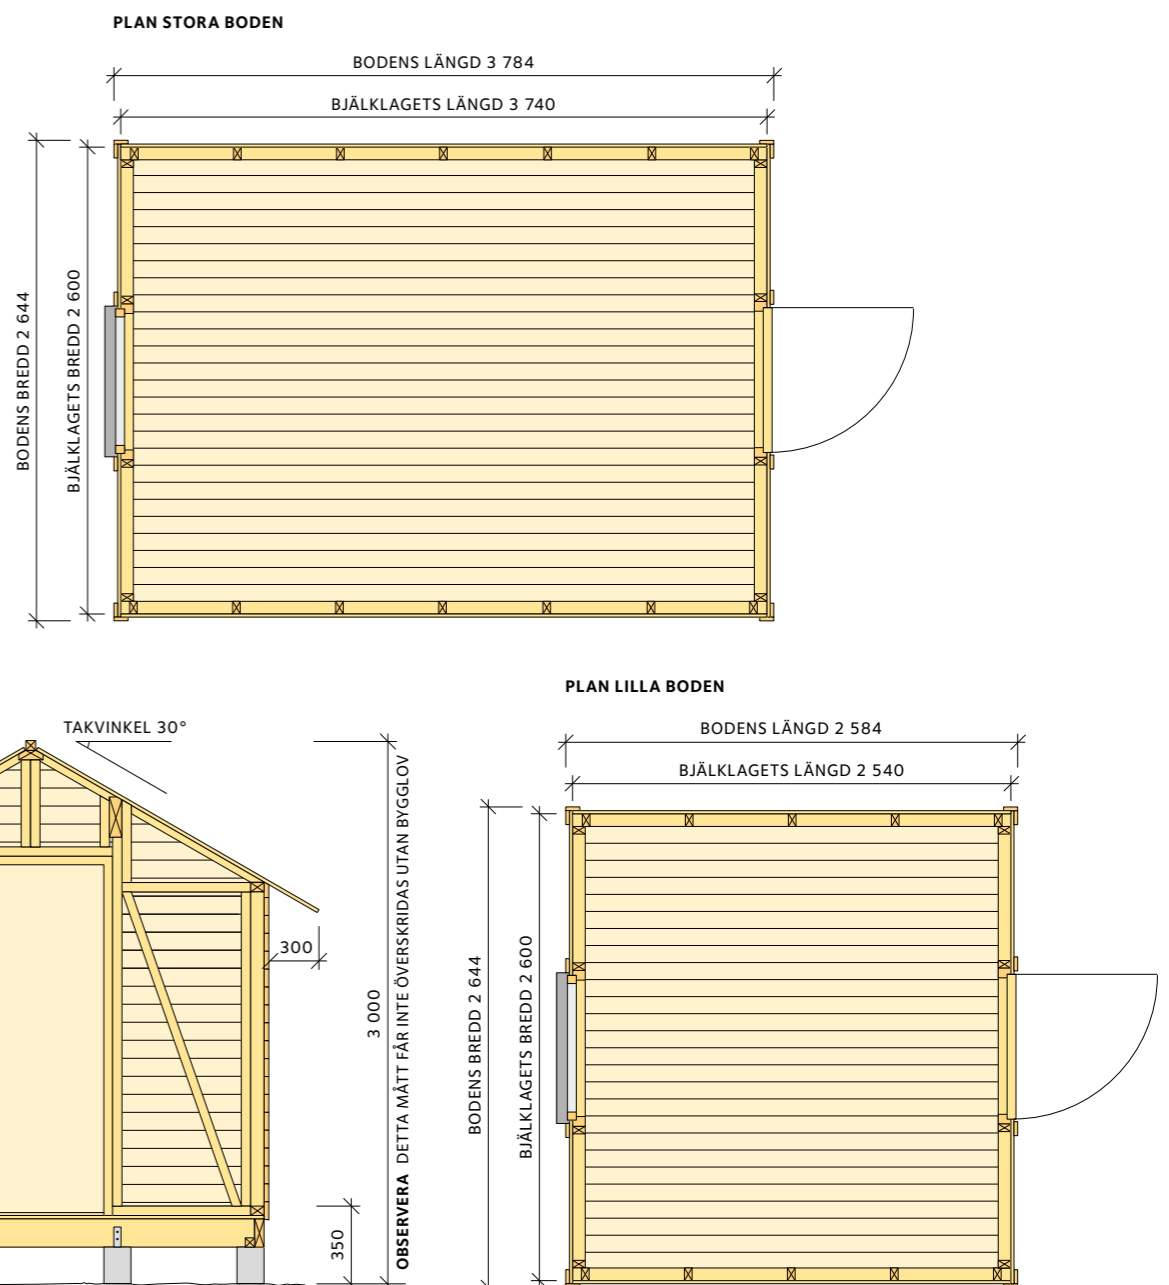 PLAN STORA BODEN
BODENS LÄNGD 3 784
BJÄLKLAGETS LÄNGD 3 740
BODENS BREDD 2 644
BJÄLKLAGETS BREDD 2 600
PLAN LILLA BODEN
TAKVINKEL 30°
BODENS LÄNGD 2 584
BJÄLKLAGETS LÄNGD 2 540
300
3 000
OBSERVERA DETTA MÅTT FÅR INTE ÖVERSKRIDAS UTAN BYGGLOV
350
BODENS BREDD 2 644
BJÄLKLAGETS BREDD 2 600